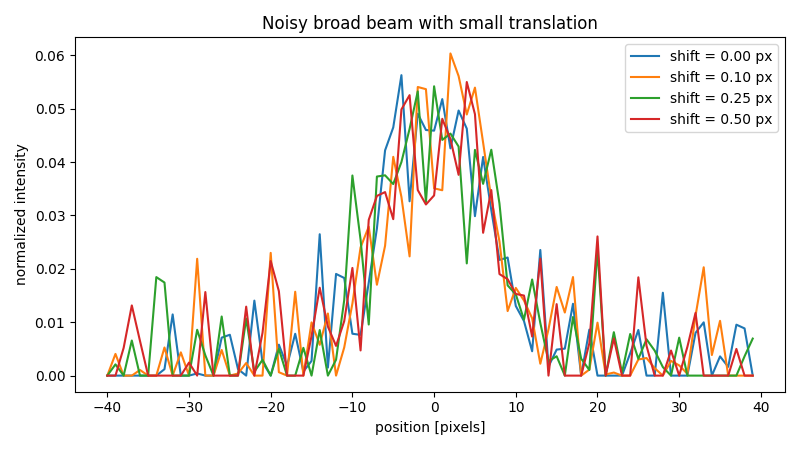 Noisy broad beam with small translation
shift = 0.00 px
shift = 0.10 px
shift = 0.25 px
shift = 0.50 px
normalized intensity
0.06
0.05
0.04
0.03
0.02
0.01
0.00
−40 −30 −20 −10 0 10 20 30 40
position [pixels]